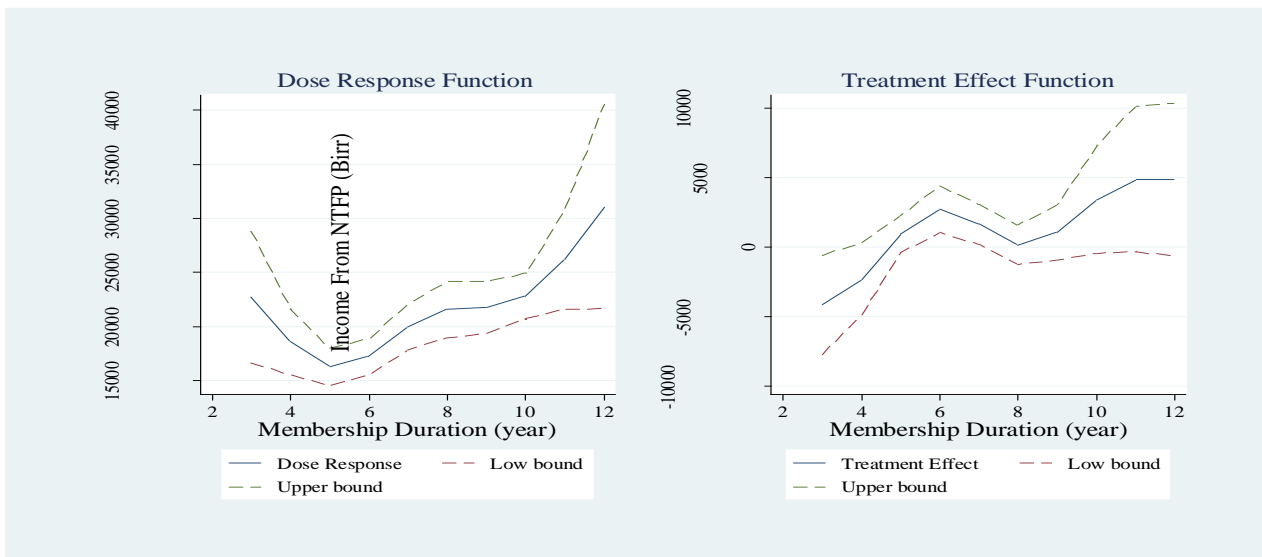 Dose Response Function
40000
35000
30000
25000
20000
15000
Income From NTFP (Birr)
2 4 6 8 10 12
Membership Duration (year)
Dose Response Low bound
Upper bound
Treatment Effect Function
10000
5000
0
-5000
-10000
2 4 6 8 10 12
Membership Duration (year)
Treatment Effect Low bound
Upper bound